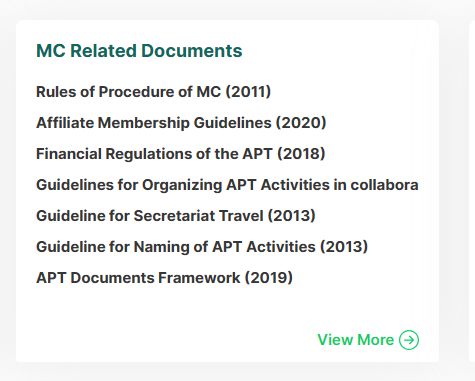 MC Related Documents
Rules of Procedure of MC (2011)
Affiliate Membership Guidelines (2020)
Financial Regulations of the APT (2018)
Guidelines for Organizing APT Activities in collabora
Guideline for Secretariat Travel (2013)
Guideline for Naming of APT Activities (2013)
APT Documents Framework (2019)
View More